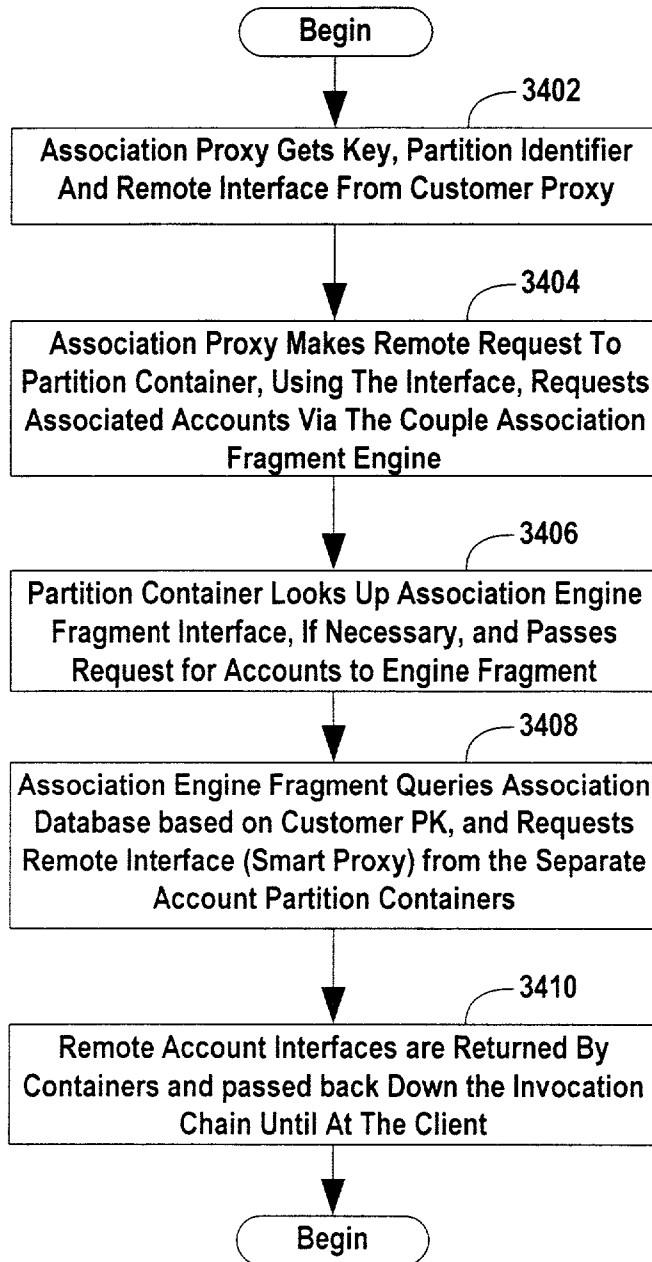 Begin
3402
Association Proxy Gets Key, Partition Identifier
And Remote Interface From Customer Proxy
3404
Association Proxy Makes Remote Request To
Partition Container, Using The Interface, Requests
Associated Accounts Via The Couple Association
Fragment Engine
3406
Partition Container Looks Up Association Engine
Fragment Interface, If Necessary, and Passes
Request for Accounts to Engine Fragment
3408
Association Engine Fragment Queries Association
Database based on Customer PK, and Requests
Remote Interface (Smart Proxy) from the Separate
Account Partition Containers
3410
Remote Account Interfaces are Returned By
Containers and passed back Down the Invocation
Chain Until At The Client
Begin